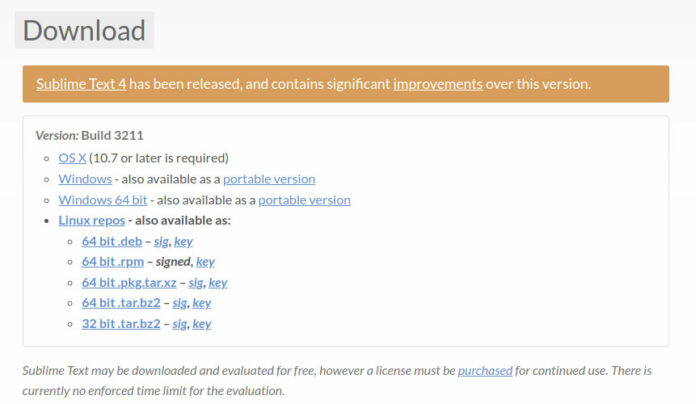 Download
Sublime Text 4 has been released, and contains significant improvements over this version.
Version: Build 3211
OS X (10.7 or later is required)
Windows - also available as a portable version
Windows 64 bit - also available as a portable version
Linux repos - also available as:
64 bit .deb – sig, key
64 bit .rpm – signed, key
64 bit .pkg.tar.xz – sig, key
64 bit .tar.bz2 – sig, key
32 bit .tar.bz2 – sig, key
Sublime Text may be downloaded and evaluated for free, however a license must be purchased for continued use. There is
currently no enforced time limit for the evaluation.